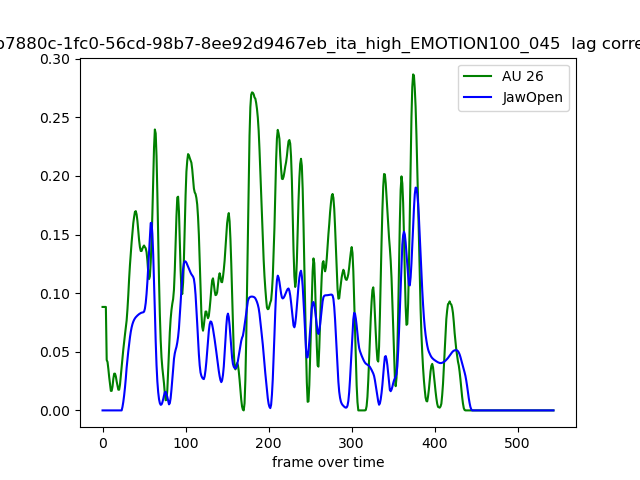 7880c-1fc0-56cd-98b7-8ee92d9467eb_ita_high_EMOTION100_045 lag corre
0.30
AU 26
JawOpen
0.25
0.20
0.15
0.10
0.05
0.00
0 100 200 300 400 500
frame over time